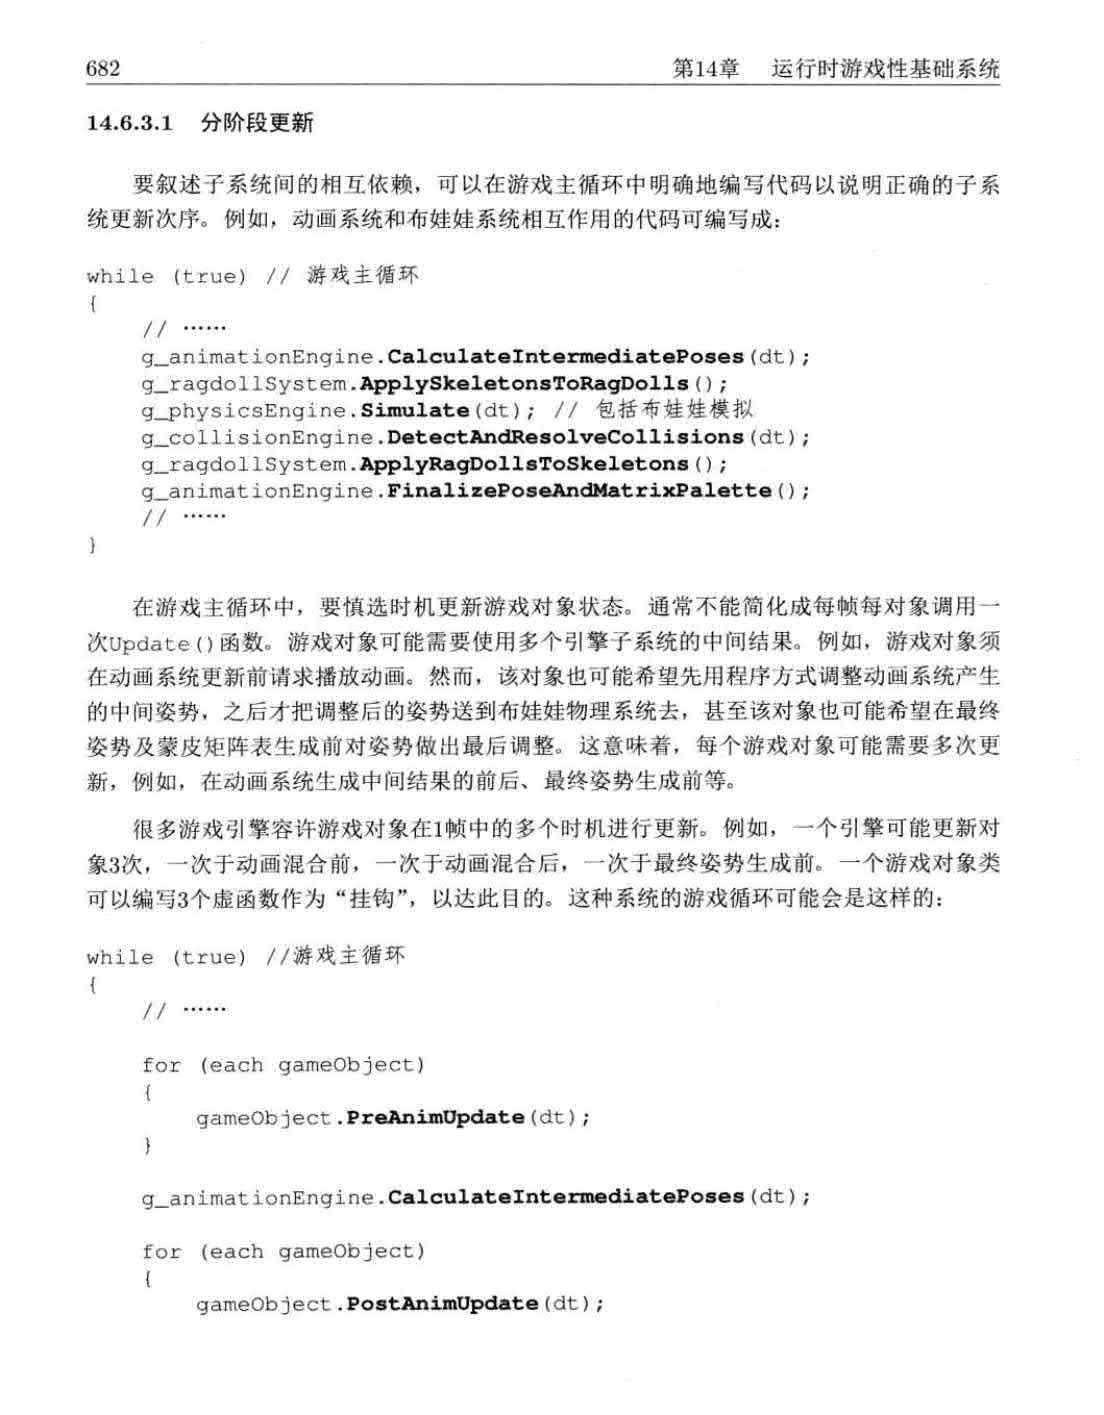 682 第14章 运行时游戏性基础系统
14.6.3.1 分阶段更新
要叙述子系统间的相互依赖，可以在游戏主循环中明确地编写代码以说明正确的子系
统更新次序。例如，动画系统和布娃娃系统相互作用的代码可编写成：
while (true) // 游戏主循环
{
// ……
g_animationEngine.CalculateIntermediatePoses(dt);
g_ragdollSystem.ApplySkeletonsToRagDolls();
g_physicsEngine.Simulate(dt); // 包括布娃娃模拟
g_collisionEngine.DetectAndResolveCollisions(dt);
g_ragdollSystem.ApplyRagDollsToSkeletons();
g_animationEngine.FinalizePoseAndMatrixPalette();
// ……
}
在游戏主循环中，要慎选时机更新游戏对象状态。通常不能简化成每帧每对象调用一
次Update()函数。游戏对象可能需要使用多个引擎子系统的中间结果。例如，游戏对象须
在动画系统更新前请求播放动画。然而，该对象也可能希望先用程序方式调整动画系统产生
的中间姿势，之后才把调整后的姿势送到布娃娃物理系统去，甚至该对象也可能希望在最终
姿势及蒙皮矩阵表生成前对姿势做出最后调整。这意味着，每个游戏对象可能需要多次更
新，例如，在动画系统生成中间结果的前后、最终姿势生成前等。
很多游戏引擎容许游戏对象在1帧中的多个时机进行更新。例如，一个引擎可能更新对
象3次，一次于动画混合前，一次于动画混合后，一次于最终姿势生成前。一个游戏对象类
可以编写3个虚函数作为“挂钩”，以达此目的。这种系统的游戏循环可能会是这样的：
while (true) //游戏主循环
{
// ……
for (each gameObject)
{
gameObject.PreAnimUpdate(dt);
}
g_animationEngine.CalculateIntermediatePoses(dt);
for (each gameObject)
{
gameObject.PostAnimUpdate(dt);